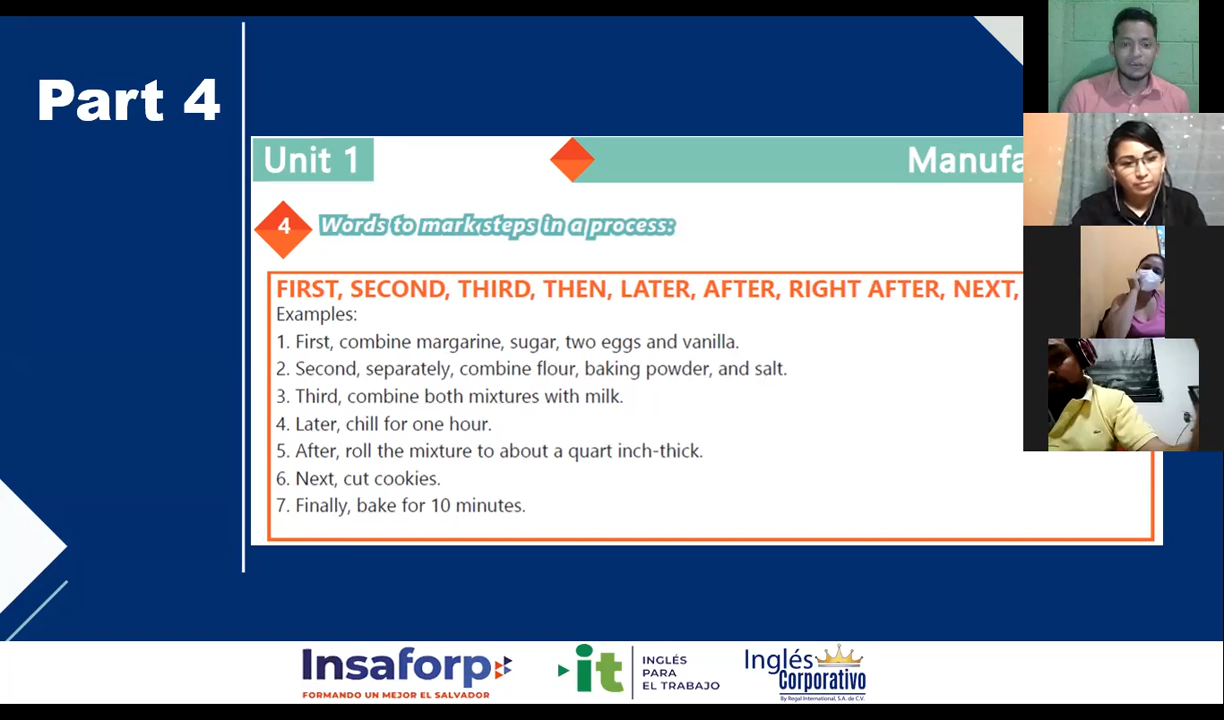 Part 4
Unit 1
Manufa
4
Words to mark steps in a process:
FIRST, SECOND, THIRD, THEN, LATER, AFTER, RIGHT AFTER, NEXT,
Examples:
1. First, combine margarine, sugar, two eggs and vanilla.
2. Second, separately, combine flour, baking powder, and salt.
3. Third, combine both mixtures with milk.
4. Later, chill for one hour.
5. After, roll the mixture to about a quart inch-thick.
6. Next, cut cookies.
7. Finally, bake for 10 minutes.
Insaforp
FORMANDO UN MEJOR EL SALVADOR
it
INGLÉS
PARA
EL TRABAJO
Inglés
Corporativo
By Regal International, S.A. de C.V.